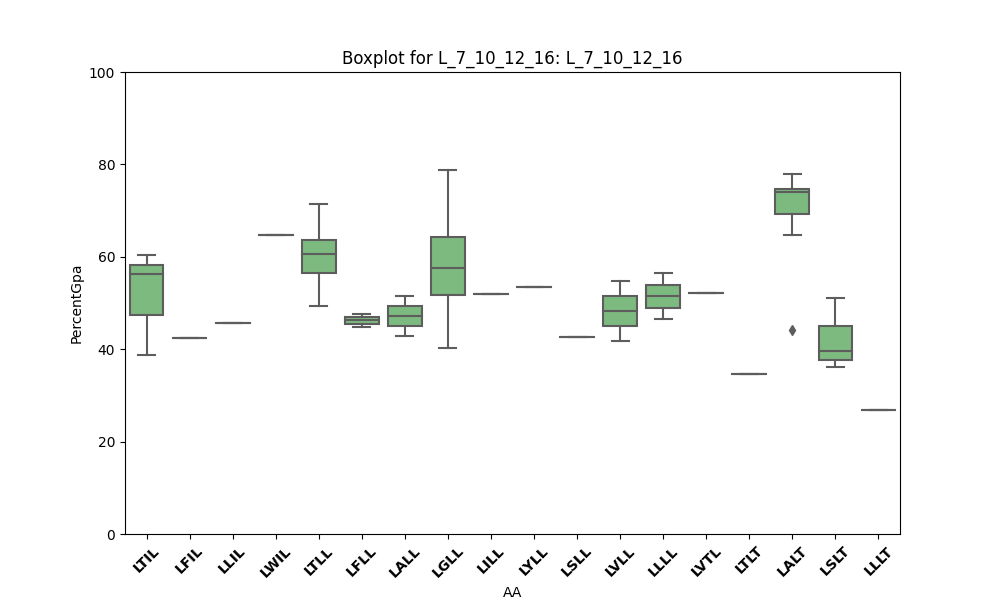 Boxplot for L_7_10_12_16: L_7_10_12_16
100
80
60
40
20
0
PercentGpa
LTIL
LFIL
LLIL
LWIL
LTLL
LFLL
LALL
LGLL
LILL
LYLL
LSLL
LVLL
LLLL
LVTL
LTLT
LALT
LSLT
LLLT
AA